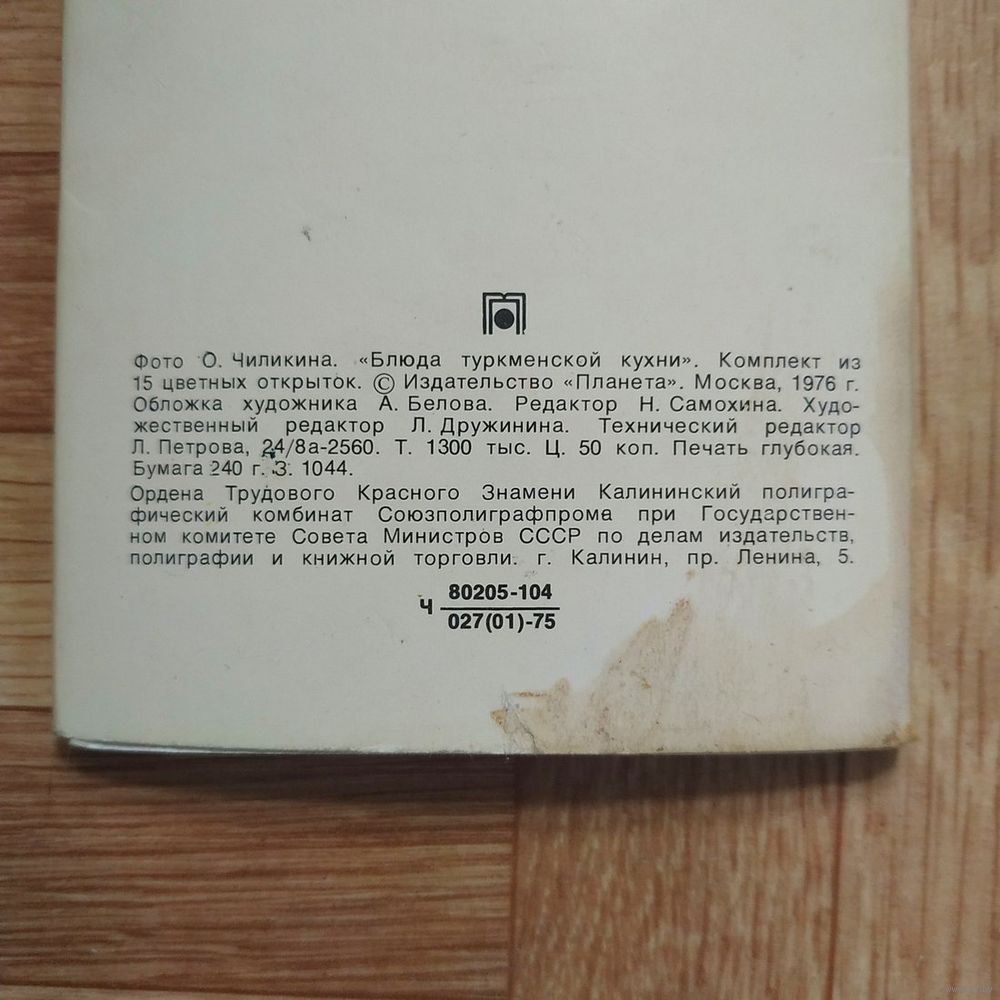 Фото О. Чиликина. «Блюда туркменской кухни». Комплект из
15 цветных открыток. © Издательство «Планета». Москва, 1976 г.
Обложка художника А. Белова. Редактор Н. Самохина. Худо-
жественный редактор Л. Дружинина. Технический редактор
Л. Петрова, 24/8а-2560. Т. 1300 тыс. Ц. 50 коп. Печать глубокая.
Бумага 240 г. З. 1044.
Ордена Трудового Красного Знамени Калининский полигра-
фический комбинат Союзполиграфпрома при Государствен-
ном комитете Совета Министров СССР по делам издательств,
полиграфии и книжной торговли. г. Калинин, пр. Ленина, 5.
80205-104
Ч
027(01)-75